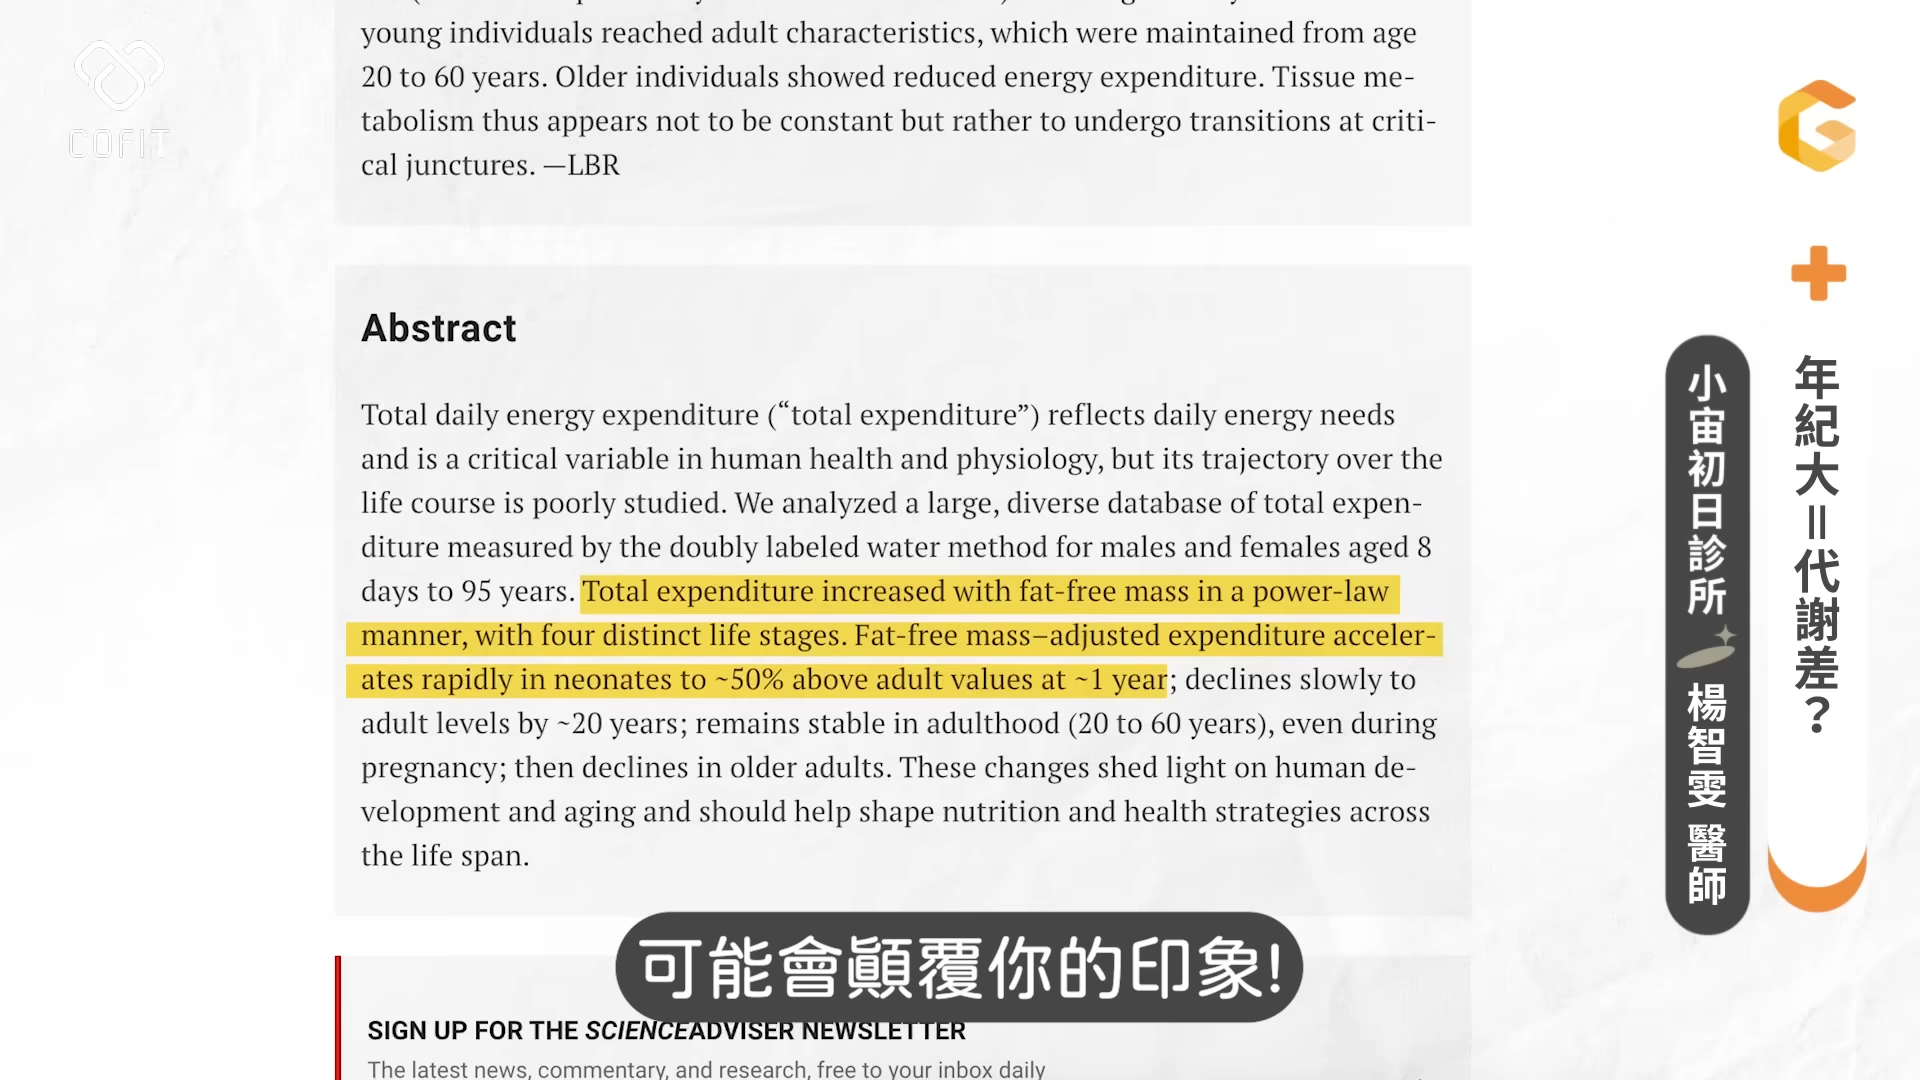 COFIT
young individuals reached adult characteristics, which were maintained from age
20 to 60 years. Older individuals showed reduced energy expenditure. Tissue me-
tabolism thus appears not to be constant but rather to undergo transitions at criti-
cal junctures. —LBR
Abstract
Total daily energy expenditure (“total expenditure”) reflects daily energy needs
and is a critical variable in human health and physiology, but its trajectory over the
life course is poorly studied. We analyzed a large, diverse database of total expen-
diture measured by the doubly labeled water method for males and females aged 8
days to 95 years. Total expenditure increased with fat-free mass in a power-law
manner, with four distinct life stages. Fat-free mass–adjusted expenditure acceler-
ates rapidly in neonates to ~50% above adult values at ~1 year; declines slowly to
adult levels by ~20 years; remains stable in adulthood (20 to 60 years), even during
pregnancy; then declines in older adults. These changes shed light on human de-
velopment and aging and should help shape nutrition and health strategies across
the life span.
SIGN UP FOR THE SCIENCEADVISER NEWSLETTER
The latest news, commentary, and research, free to your inbox daily
可能會顛覆你的印象!
年紀大=代謝差?
小宙初日診所 楊智雯 醫師